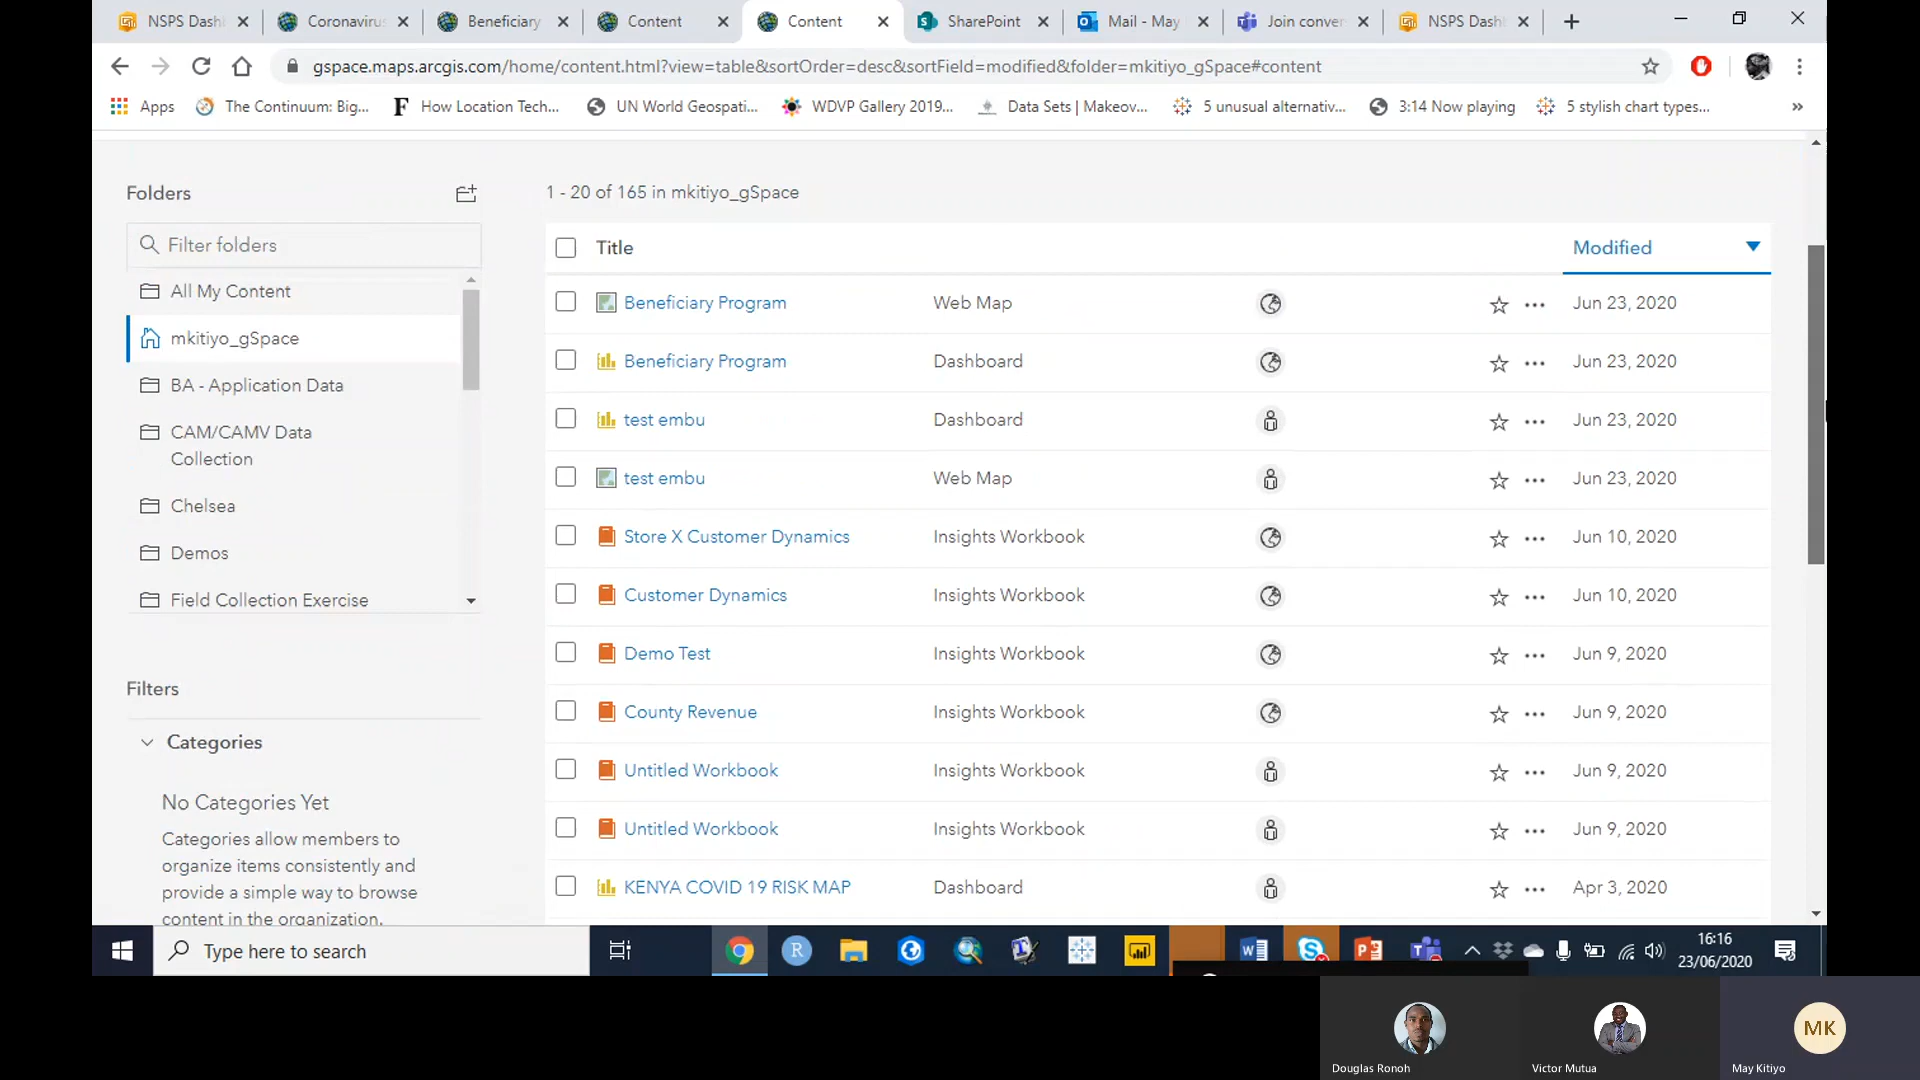 NSPS Dash
Coronavirus
Beneficiary
Content
Content
SharePoint
Mail - May
Join conver
NSPS Dash
gspace.maps.arcgis.com/home/content.html?view=table&sortOrder=desc&sortField=modified&folder=mkitiyo_gSpace#content
Apps
The Continuum: Big...
How Location Tech...
UN World Geospati...
WDVP Gallery 2019...
Data Sets | Makeov...
5 unusual alternativ...
3:14 Now playing
5 stylish chart types...
»
Folders
Filter folders
All My Content
mkitiyo_gSpace
BA - Application Data
CAM/CAMV Data
Collection
Chelsea
Demos
Field Collection Exercise
Filters
Categories
No Categories Yet
Categories allow members to
organize items consistently and
provide a simple way to browse
content in the organization.
1 - 20 of 165 in mkitiyo_gSpace
Title Modified
Beneficiary Program Web Map Jun 23, 2020
Beneficiary Program Dashboard Jun 23, 2020
test embu Dashboard Jun 23, 2020
test embu Web Map Jun 23, 2020
Store X Customer Dynamics Insights Workbook Jun 10, 2020
Customer Dynamics Insights Workbook Jun 10, 2020
Demo Test Insights Workbook Jun 9, 2020
County Revenue Insights Workbook Jun 9, 2020
Untitled Workbook Insights Workbook Jun 9, 2020
Untitled Workbook Insights Workbook Jun 9, 2020
KENYA COVID 19 RISK MAP Dashboard Apr 3, 2020
Type here to search
16:16
23/06/2020
MK
Douglas Ronoh
Victor Mutua
May Kitiyo